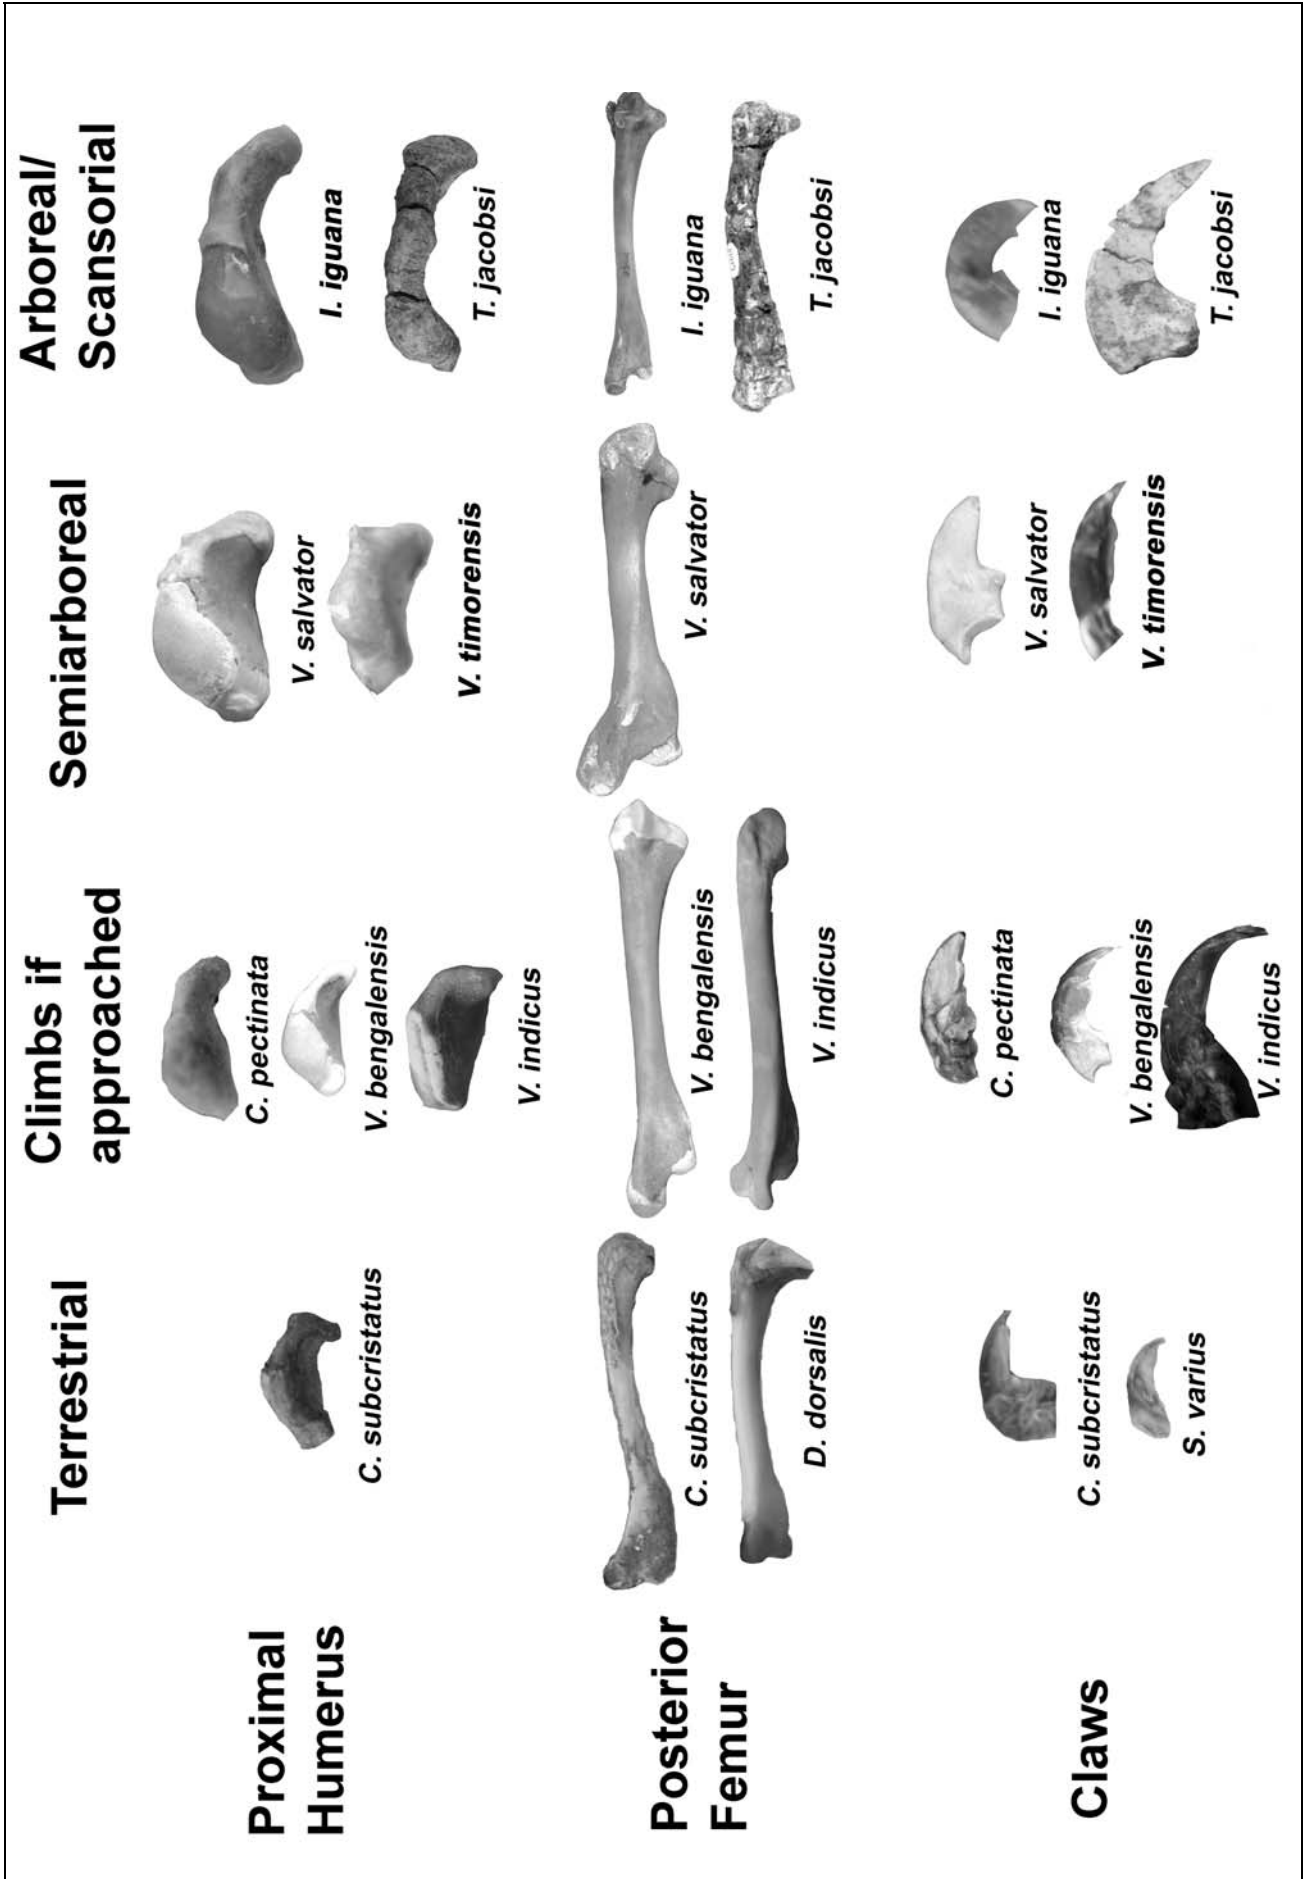 Terrestrial
Climbs if
approached
Semiarboreal
Arboreal/
Scansorial
Proximal
Humerus
C. subcristatus
C. pectinata
V. bengalensis
V. indicus
V. salvator
V. timorensis
I. iguana
T. jacobsi
Posterior
Femur
C. subcristatus
D. dorsalis
V. bengalensis
V. indicus
V. salvator
I. iguana
T. jacobsi
Claws
C. subcristatus
S. varius
C. pectinata
V. bengalensis
V. indicus
V. salvator
V. timorensis
I. iguana
T. jacobsi